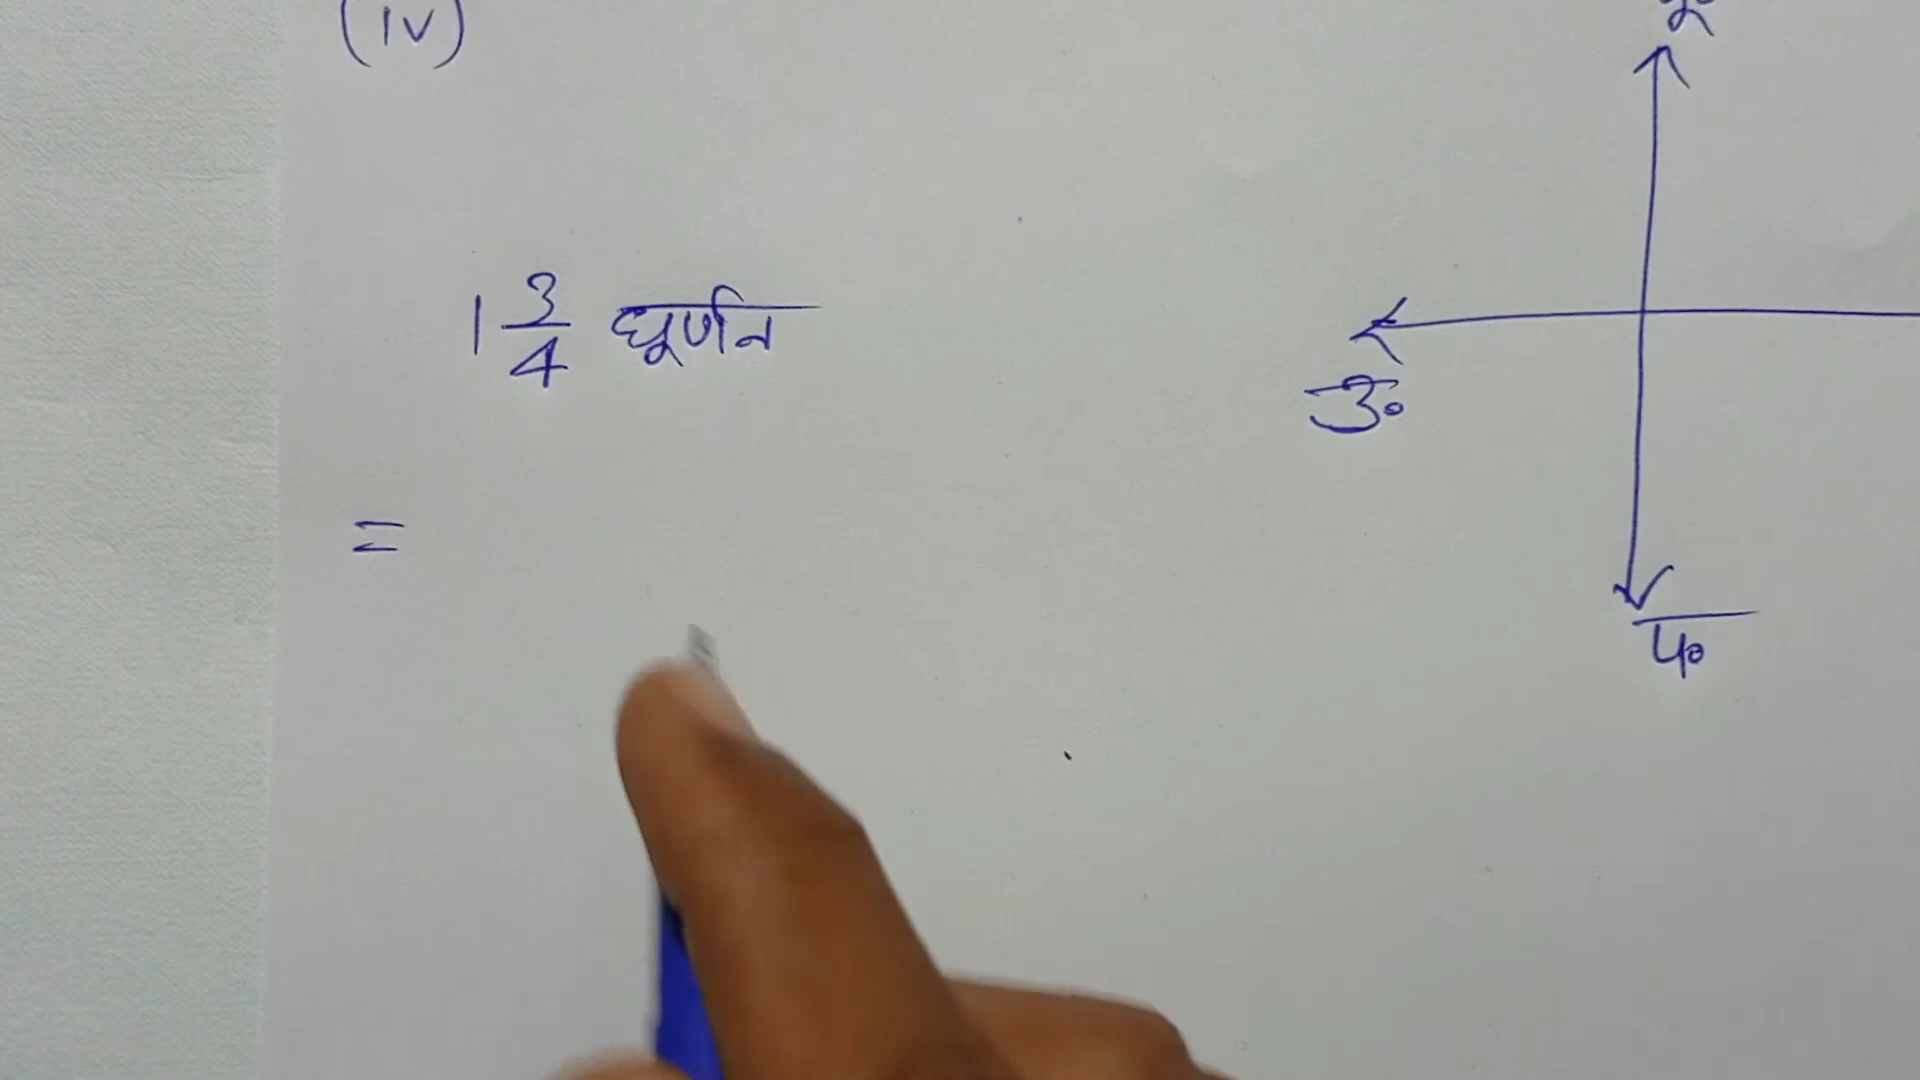 (iv)
1 3/4 घूर्णन
उ०
=
प०